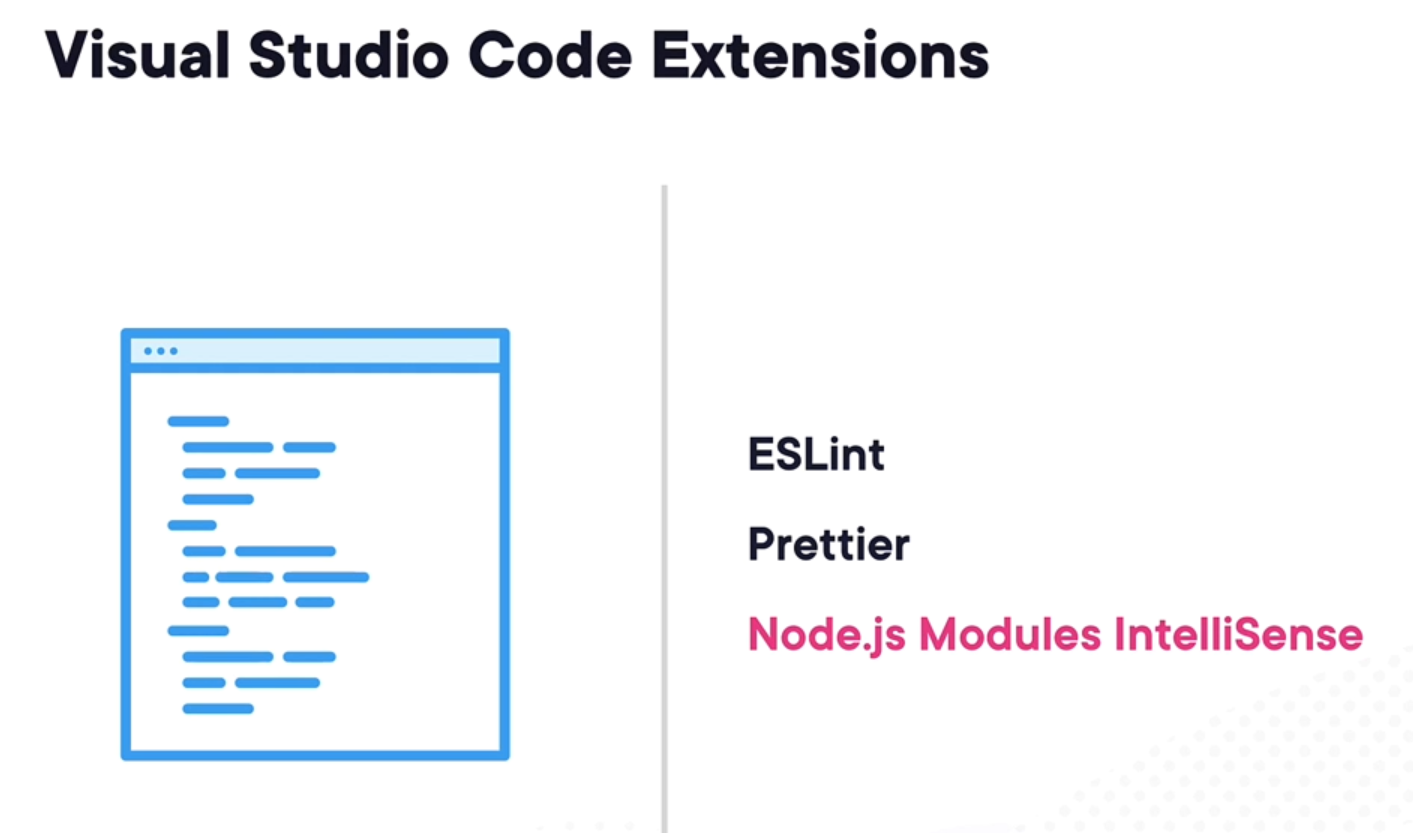 Visual Studio Code Extensions
ESLint
Prettier
Node.js Modules IntelliSense